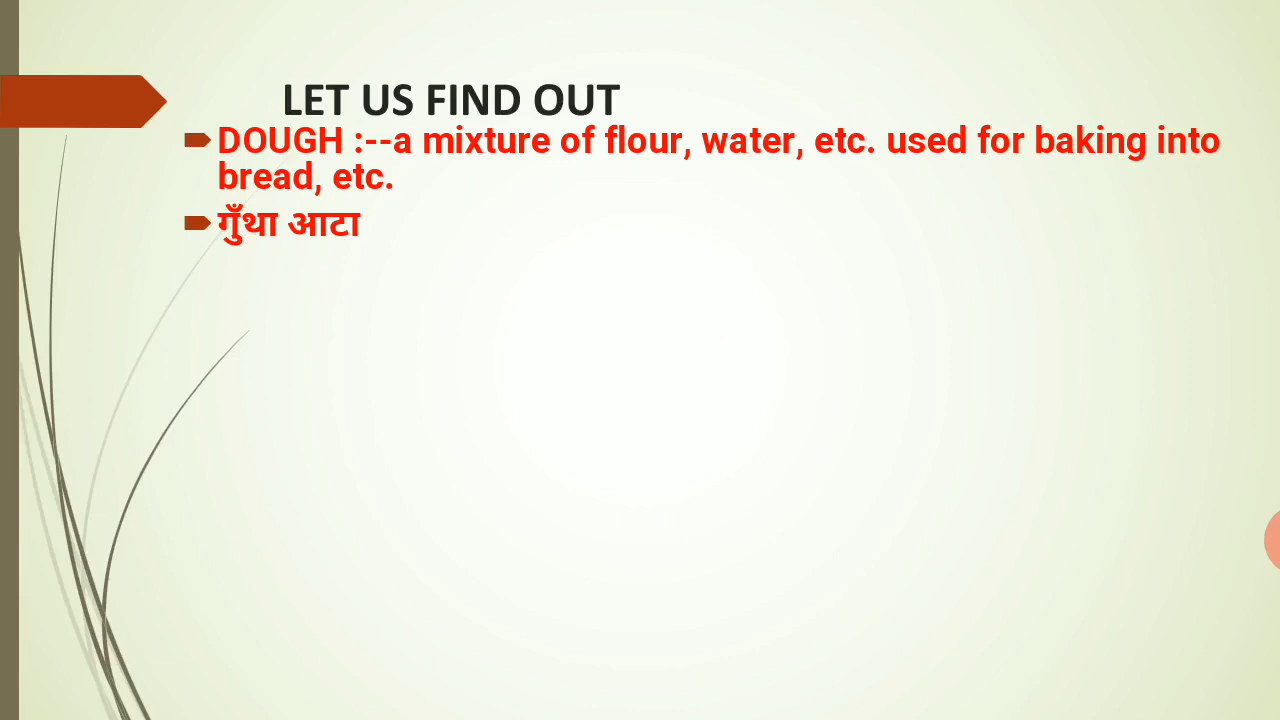 LET US FIND OUT
DOUGH :--a mixture of flour, water, etc. used for baking into
bread, etc.
गुँथा आटा